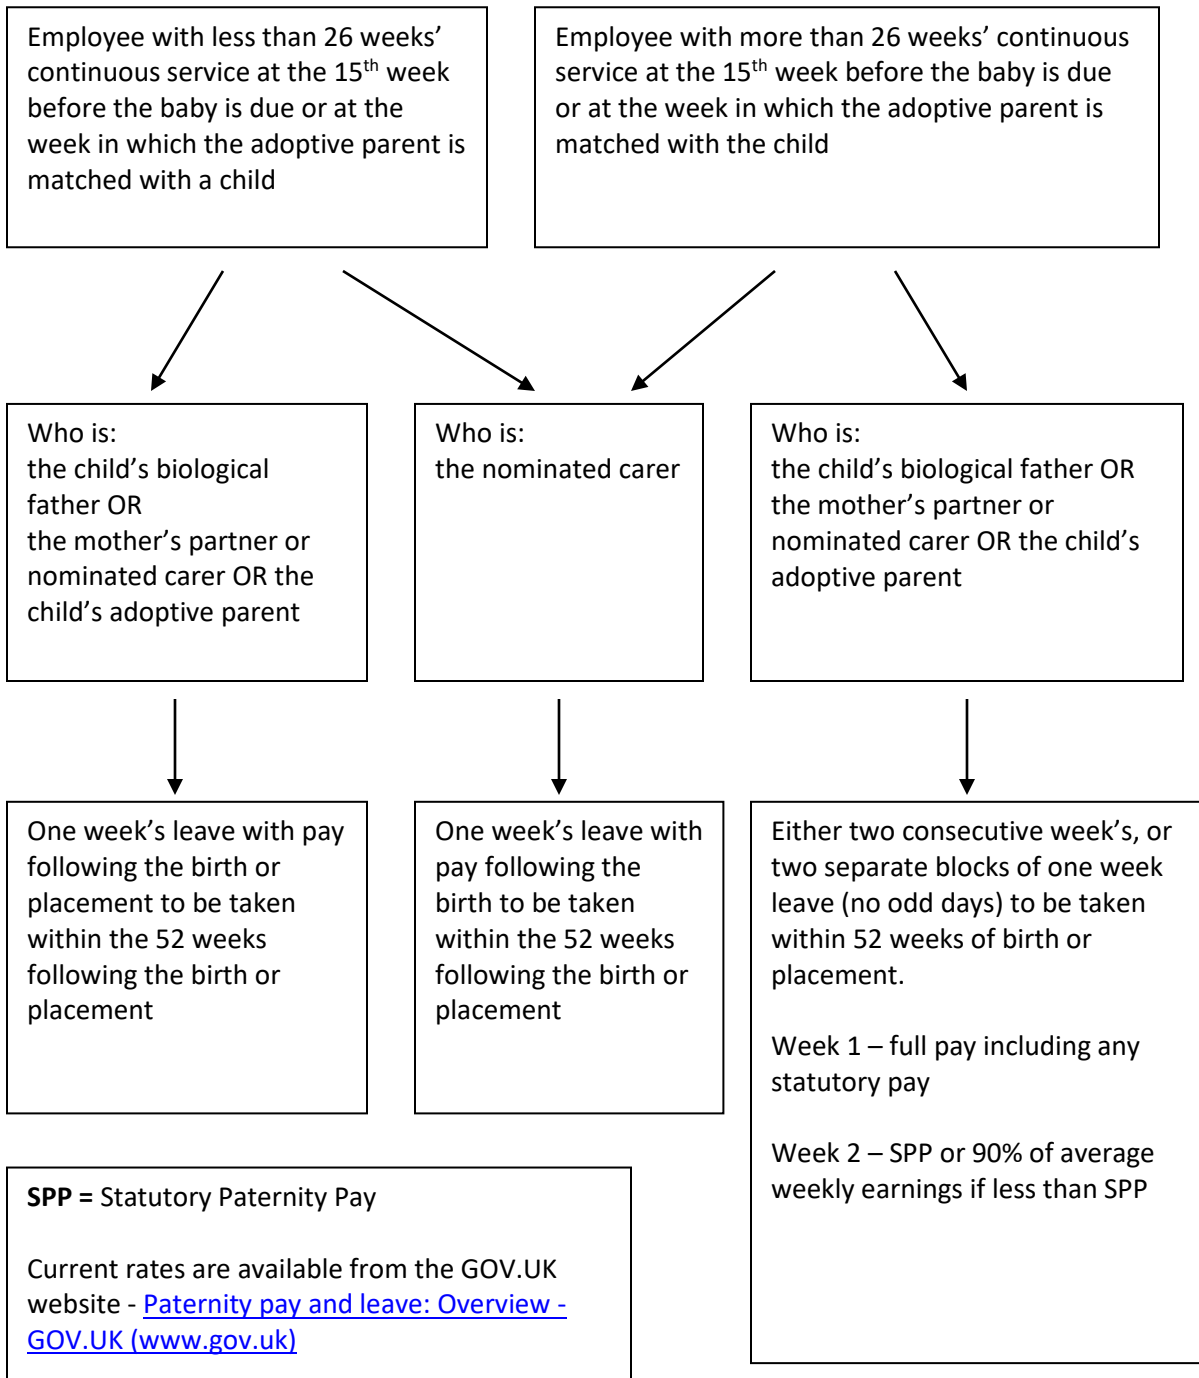 Employee with less than 26 weeks’
continuous service at the 15th week
before the baby is due or at the
week in which the adoptive parent is
matched with a child
Employee with more than 26 weeks’ continuous
service at the 15th week before the baby is due
or at the week in which the adoptive parent is
matched with the child
Who is:
the child’s biological
father OR
the mother’s partner or
nominated carer OR the
child’s adoptive parent
Who is:
the nominated carer
Who is:
the child’s biological father OR
the mother’s partner or
nominated carer OR the child’s
adoptive parent
One week’s leave with pay
following the birth or
placement to be taken
within the 52 weeks
following the birth or
placement
One week’s leave with
pay following the
birth to be taken
within the 52 weeks
following the birth or
placement
Either two consecutive week’s, or
two separate blocks of one week
leave (no odd days) to be taken
within 52 weeks of birth or
placement.
Week 1 – full pay including any
statutory pay
Week 2 – SPP or 90% of average
weekly earnings if less than SPP
SPP = Statutory Paternity Pay
Current rates are available from the GOV.UK
website - Paternity pay and leave: Overview -
GOV.UK (www.gov.uk)